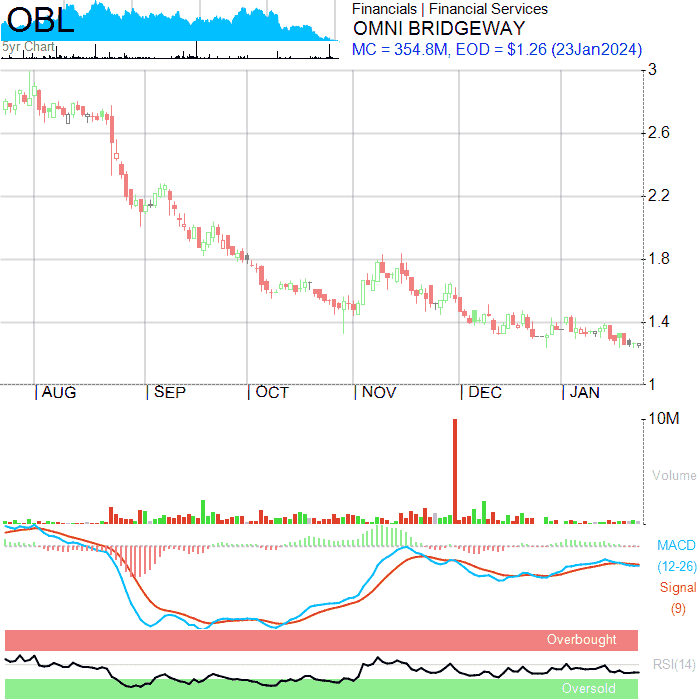 OBL
5yr Chart
Financials | Financial Services
OMNI BRIDGEWAY
MC = 354.8M, EOD = $1.26 (23Jan2024)
3
2.6
2.2
1.8
1.4
1
| AUG | SEP | OCT | NOV | DEC | JAN
10M
Volume
MACD
(12-26)
Signal
(9)
Overbought
RSI(14)
Oversold